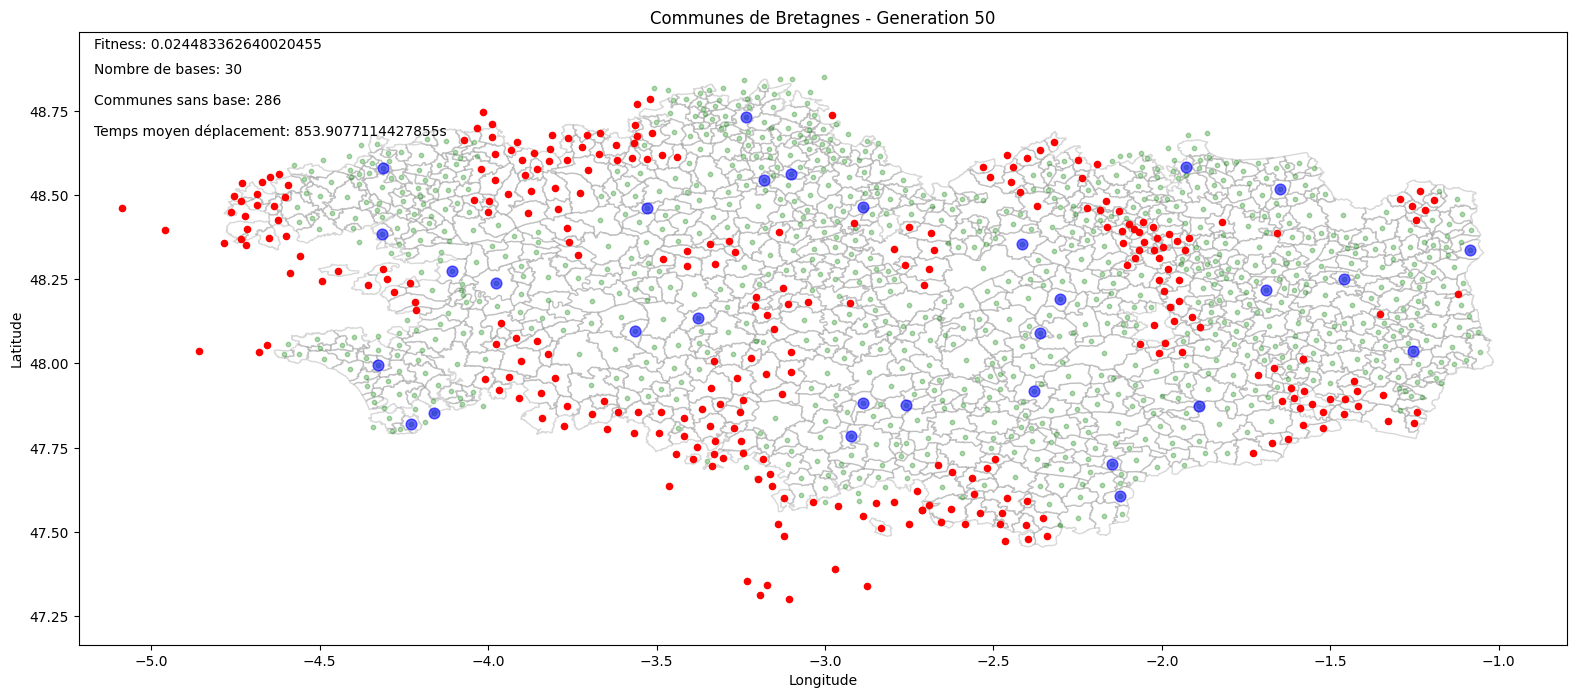 Communes de Bretagnes - Generation 50
Fitness: 0.024483362640020455
Nombre de bases: 30
Communes sans base: 286
Temps moyen déplacement: 853.9077114427855s
Latitude
48.75
48.50
48.25
48.00
47.75
47.50
47.25
−5.0 −4.5 −4.0 −3.5 −3.0 −2.5 −2.0 −1.5 −1.0
Longitude